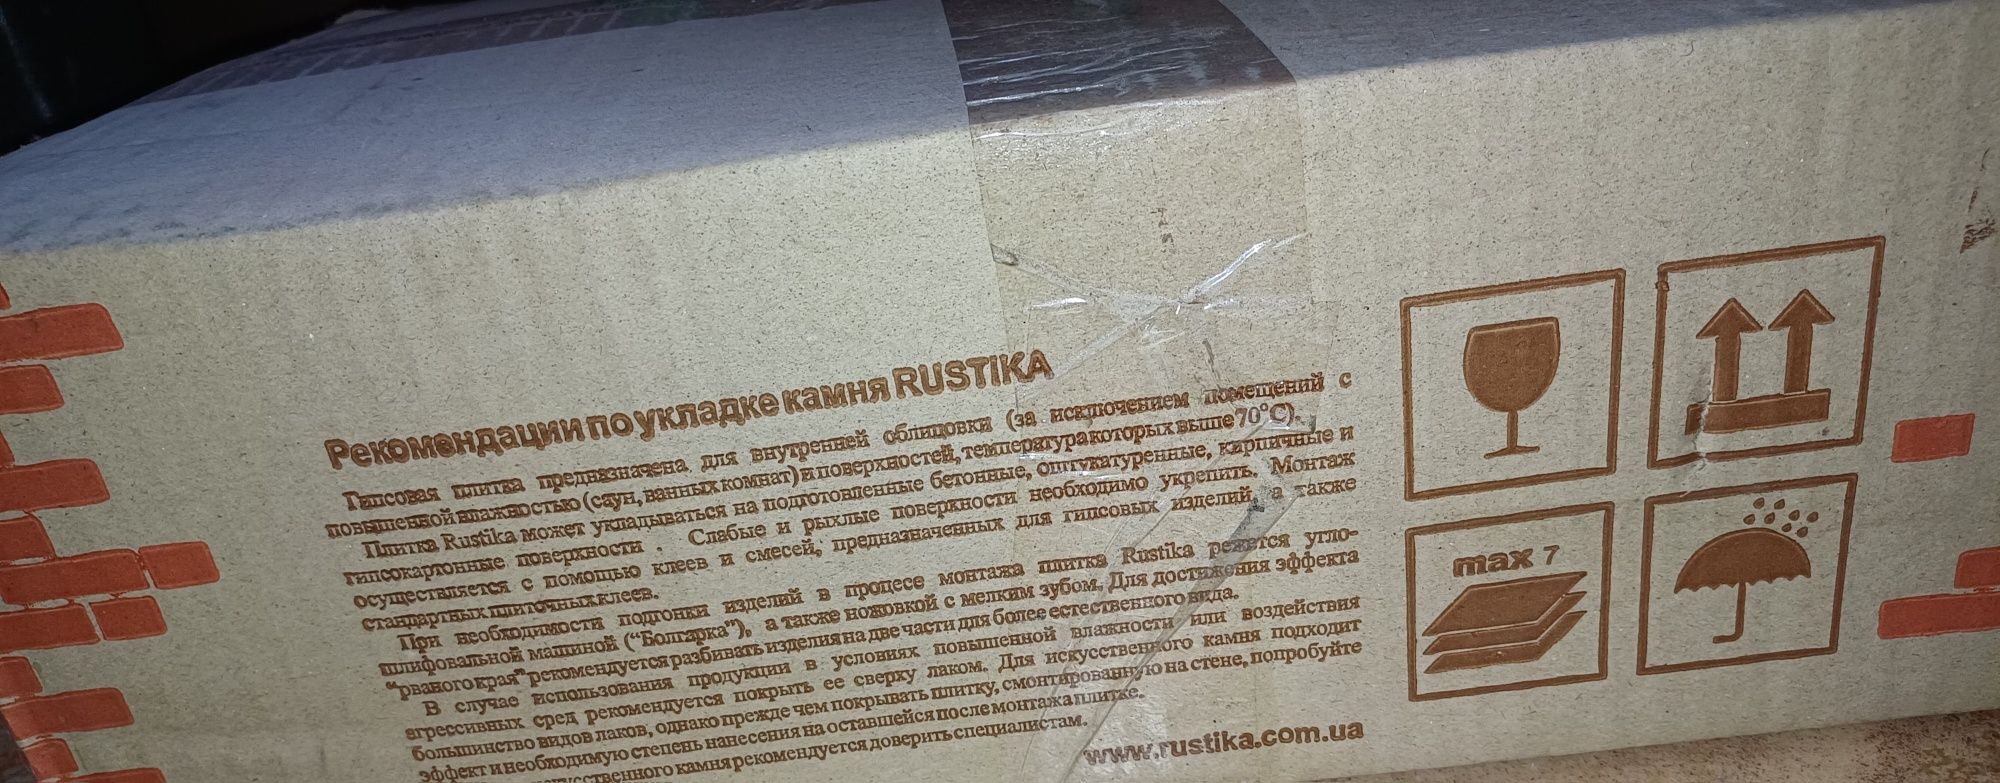 Рекомендации по укладке камня RUSTIKA
Гипсовая плитка предназначена для внутренней облицовки (за исключением помещений с
повышенной влажностью (саун, ванных комнат) и поверхностей, температура которых выше 70°С).
Плитка Rustika может укладываться на подготовленные бетонные, оштукатуренные, кирпичные и
гипсокартонные поверхности . Слабые и рыхлые поверхности необходимо укрепить. Монтаж
осуществляется с помощью клеев и смесей, предназначенных для гипсовых изделий, а также
стандартных плиточных клеев.
При необходимости подгонки изделий в процесе монтажа плитка Rustika режется угло-
шлифовальной машиной ("Болгарка"), а также ножовкой с мелким зубом. Для достижения эффекта
"рваного края" рекомендуется разбивать изделия на две части для более естественного вида.
В случае использования продукции в условиях повышенной влажности или воздействия
агрессивных сред рекомендуется покрыть ее сверху лаком. Для искусственного камня подходит
большинство видов лаков, однако прежде чем покрывать плитку, смонтированную на стене, попробуйте
эффект и необходимую степень нанесения на оставшейся после монтажа плитке.
камня рекомендуется доверить специалистам.
www.rustika.com.ua
max 7